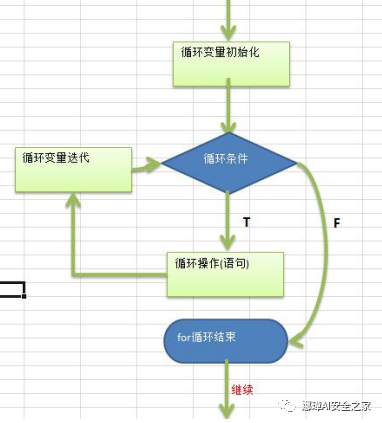 循环变量初始化
循环变量迭代
循环条件
T
F
循环操作(语句)
for循环结束
继续
漫璋AI安全之家